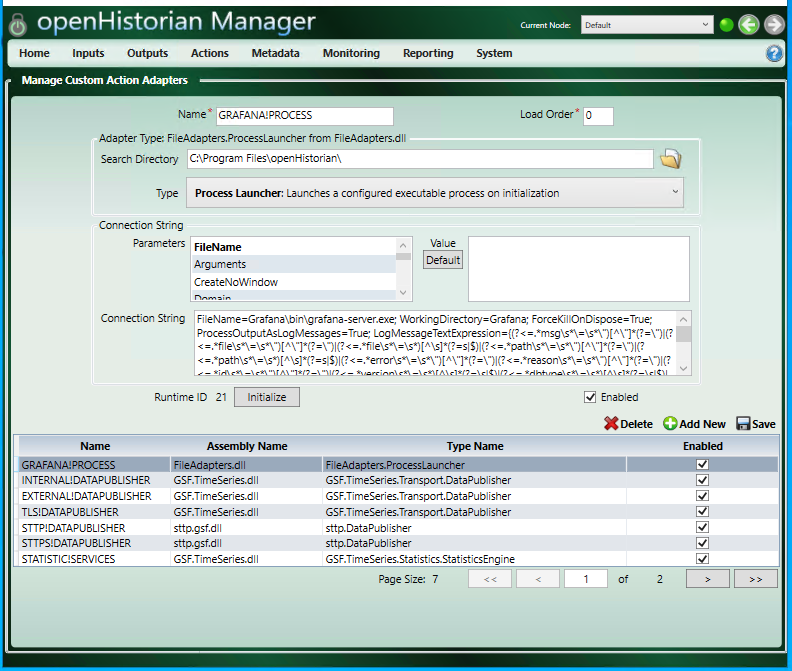 openHistorian Manager
Current Node: Default
Home Inputs Outputs Actions Metadata Monitoring Reporting System
Manage Custom Action Adapters
Name* GRAFANA!PROCESS Load Order* 0
Adapter Type: FileAdapters.ProcessLauncher from FileAdapters.dll
Search Directory C:\Program Files\openHistorian\
Type Process Launcher: Launches a configured executable process on initialization
Connection String
Parameters FileName Value
Arguments Default
CreateNoWindow
Domain
Connection String FileName=Grafana\bin\grafana-server.exe; WorkingDirectory=Grafana; ForceKillOnDispose=True;
ProcessOutputAsLogMessages=True; LogMessageTextExpression={(?<=.*msg\s*\=\s*\")[^\"]*(?=\")|(?
<=.*file\s*\=\s*\")[^\"]*(?=\")|(?<=.*file\s*\=\s*)[^\s]*(?=s|$)|(?<=.*path\s*\=\s*\")[^\"]*(?=\")|(?
<=.*path\s*\=\s*)[^\s]*(?=s|$)|(?<=.*error\s*\=\s*\")[^\"]*(?=\")|(?<=.*reason\s*\=\s*\")[^\"]*(?=\")|(?
<=.*id\s*\=\s*\")[^\"]*(?=\")|(?<=.*version\s*\=\s*)[^\s]*(?=s|$)|(?<=.*dbtype\s*\=\s*)[^\s]*(?=s|$)|
Runtime ID 21 Initialize Enabled
Delete Add New Save
Name Assembly Name Type Name Enabled
GRAFANA!PROCESS FileAdapters.dll FileAdapters.ProcessLauncher
INTERNAL!DATAPUBLISHER GSF.TimeSeries.dll GSF.TimeSeries.Transport.DataPublisher
EXTERNAL!DATAPUBLISHER GSF.TimeSeries.dll GSF.TimeSeries.Transport.DataPublisher
TLS!DATAPUBLISHER GSF.TimeSeries.dll GSF.TimeSeries.Transport.DataPublisher
STTP!DATAPUBLISHER sttp.gsf.dll sttp.DataPublisher
STTPS!DATAPUBLISHER sttp.gsf.dll sttp.DataPublisher
STATISTIC!SERVICES GSF.TimeSeries.dll GSF.TimeSeries.Statistics.StatisticsEngine
Page Size: 7 << < 1 of 2 > >>